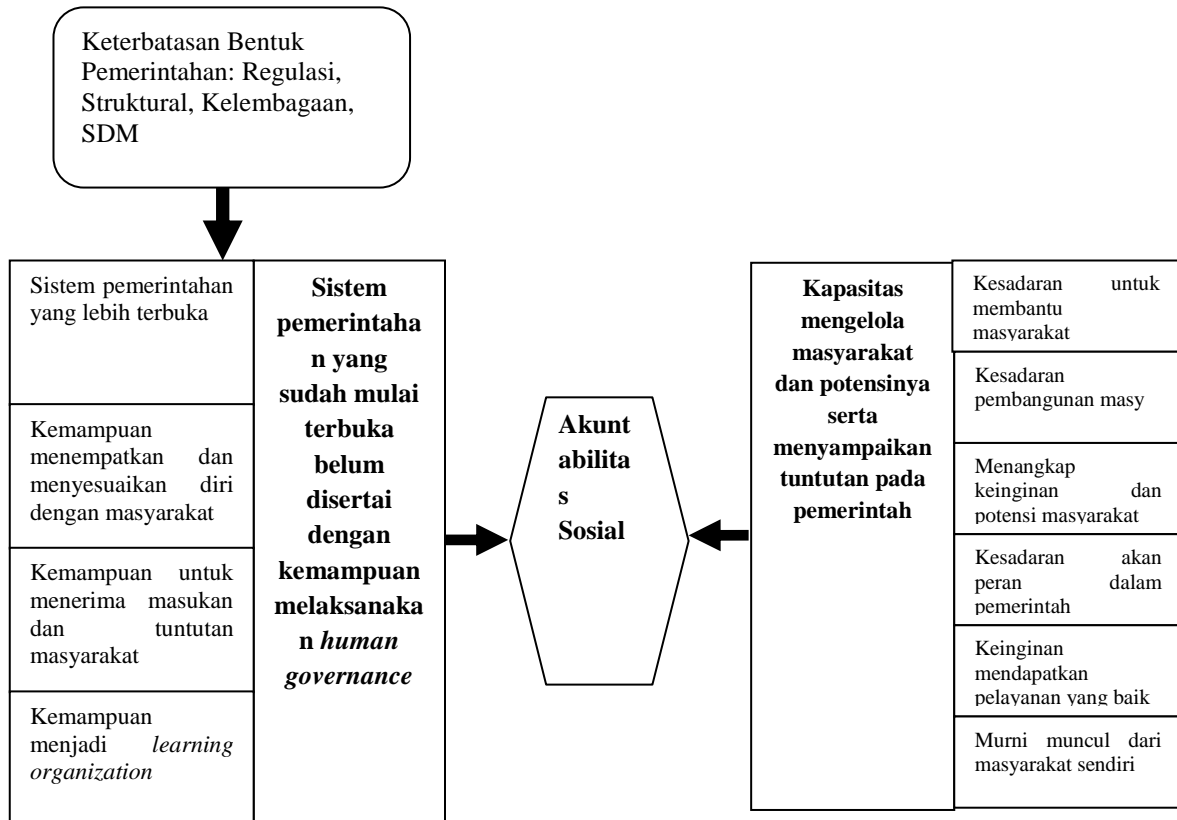 Keterbatasan Bentuk
Pemerintahan: Regulasi,
Struktural, Kelembagaan,
SDM
Sistem pemerintahan
yang lebih terbuka
Kemampuan
menempatkan dan
menyesuaikan diri
dengan masyarakat
Kemampuan untuk
menerima masukan
dan tuntutan
masyarakat
Kemampuan
menjadi learning
organization
Sistem
pemerintaha
n yang
sudah mulai
terbuka
belum
disertai
dengan
kemampuan
melaksanaka
n human
governance
Akunt
abilita
s
Sosial
Kapasitas
mengelola
masyarakat
dan potensinya
serta
menyampaikan
tuntutan pada
pemerintah
Kesadaran untuk
membantu
masyarakat
Kesadaran
pembangunan masy
Menangkap
keinginan dan
potensi masyarakat
Kesadaran akan
peran dalam
pemerintah
Keinginan
mendapatkan
pelayanan yang baik
Murni muncul dari
masyarakat sendiri